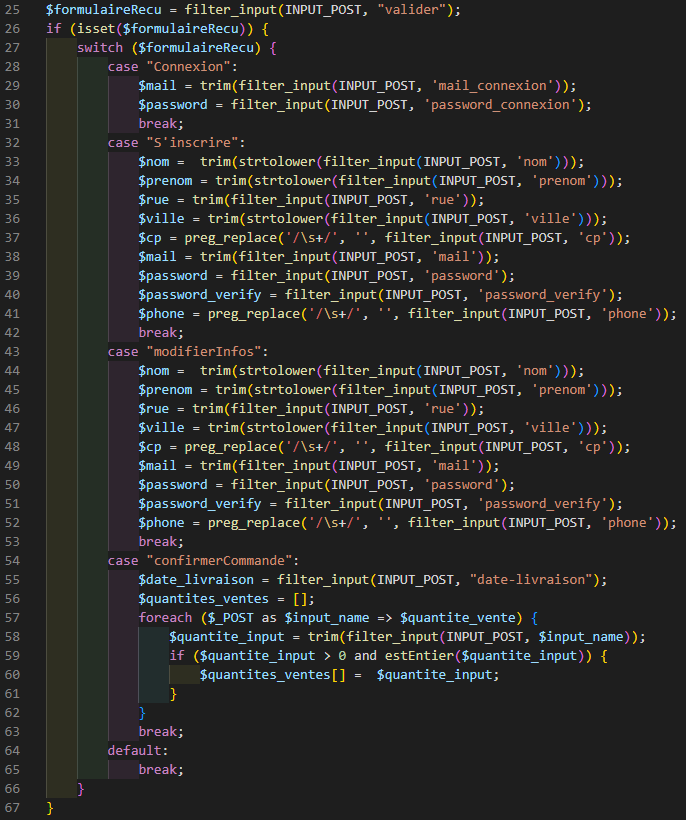 25 $formulaireRecu = filter_input(INPUT_POST, "valider");
26 if (isset($formulaireRecu)) {
27     switch ($formulaireRecu) {
28         case "Connexion":
29             $mail = trim(filter_input(INPUT_POST, 'mail_connexion'));
30             $password = filter_input(INPUT_POST, 'password_connexion');
31             break;
32         case "S'inscrire":
33             $nom =  trim(strtolower(filter_input(INPUT_POST, 'nom')));
34             $prenom = trim(strtolower(filter_input(INPUT_POST, 'prenom')));
35             $rue = trim(filter_input(INPUT_POST, 'rue'));
36             $ville = trim(strtolower(filter_input(INPUT_POST, 'ville')));
37             $cp = preg_replace('/\s+/', '', filter_input(INPUT_POST, 'cp'));
38             $mail = trim(filter_input(INPUT_POST, 'mail'));
39             $password = filter_input(INPUT_POST, 'password');
40             $password_verify = filter_input(INPUT_POST, 'password_verify');
41             $phone = preg_replace('/\s+/', '', filter_input(INPUT_POST, 'phone'));
42             break;
43         case "modifierInfos":
44             $nom =  trim(strtolower(filter_input(INPUT_POST, 'nom')));
45             $prenom = trim(strtolower(filter_input(INPUT_POST, 'prenom')));
46             $rue = trim(filter_input(INPUT_POST, 'rue'));
47             $ville = trim(strtolower(filter_input(INPUT_POST, 'ville')));
48             $cp = preg_replace('/\s+/', '', filter_input(INPUT_POST, 'cp'));
49             $mail = trim(filter_input(INPUT_POST, 'mail'));
50             $password = filter_input(INPUT_POST, 'password');
51             $password_verify = filter_input(INPUT_POST, 'password_verify');
52             $phone = preg_replace('/\s+/', '', filter_input(INPUT_POST, 'phone'));
53             break;
54         case "confirmerCommande":
55             $date_livraison = filter_input(INPUT_POST, "date-livraison");
56             $quantites_ventes = [];
57             foreach ($_POST as $input_name => $quantite_vente) {
58                 $quantite_input = trim(filter_input(INPUT_POST, $input_name));
59                 if ($quantite_input > 0 and estEntier($quantite_input)) {
60                     $quantites_ventes[] =  $quantite_input;
61                 }
62             }
63             break;
64         default:
65             break;
66     }
67 }